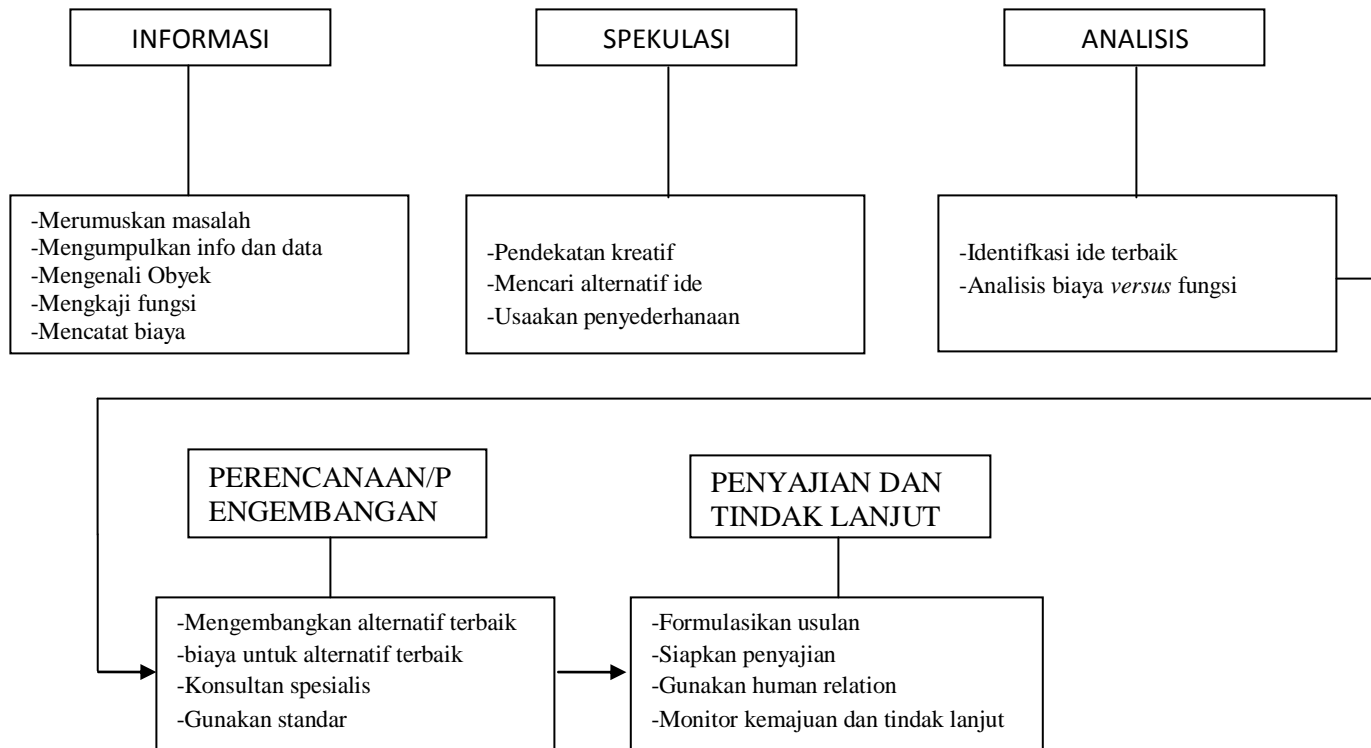 INFORMASI
SPEKULASI
ANALISIS
-Merumuskan masalah
-Mengumpulkan info dan data
-Mengenali Obyek
-Mengkaji fungsi
-Mencatat biaya
-Pendekatan kreatif
-Mencari alternatif ide
-Usaakan penyederhanaan
-Identifkasi ide terbaik
-Analisis biaya versus fungsi
PERENCANAAN/P
ENGEMBANGAN
PENYAJIAN DAN
TINDAK LANJUT
-Mengembangkan alternatif terbaik
-biaya untuk alternatif terbaik
-Konsultan spesialis
-Gunakan standar
-Formulasikan usulan
-Siapkan penyajian
-Gunakan human relation
-Monitor kemajuan dan tindak lanjut